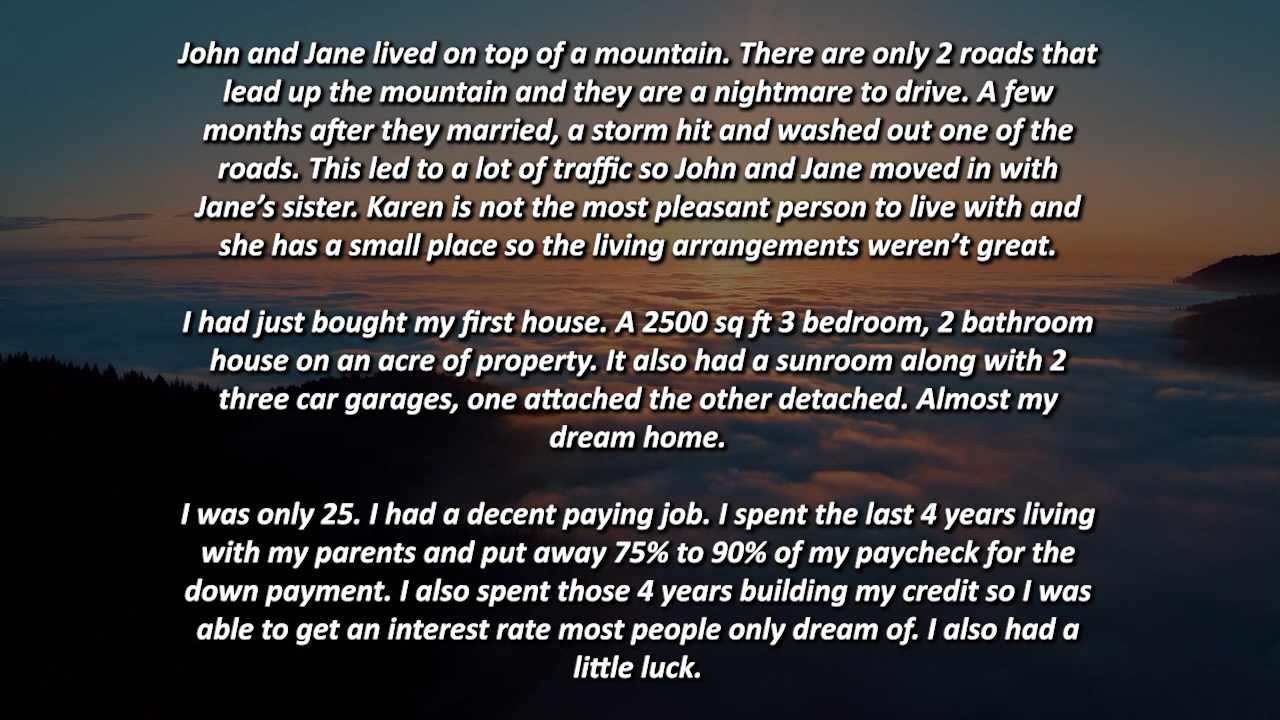 John and Jane lived on top of a mountain. There are only 2 roads that
lead up the mountain and they are a nightmare to drive. A few
months after they married, a storm hit and washed out one of the
roads. This led to a lot of traffic so John and Jane moved in with
Jane’s sister. Karen is not the most pleasant person to live with and
she has a small place so the living arrangements weren’t great.
I had just bought my first house. A 2500 sq ft 3 bedroom, 2 bathroom
house on an acre of property. It also had a sunroom along with 2
three car garages, one attached the other detached. Almost my
dream home.
I was only 25. I had a decent paying job. I spent the last 4 years living
with my parents and put away 75% to 90% of my paycheck for the
down payment. I also spent those 4 years building my credit so I was
able to get an interest rate most people only dream of. I also had a
little luck.